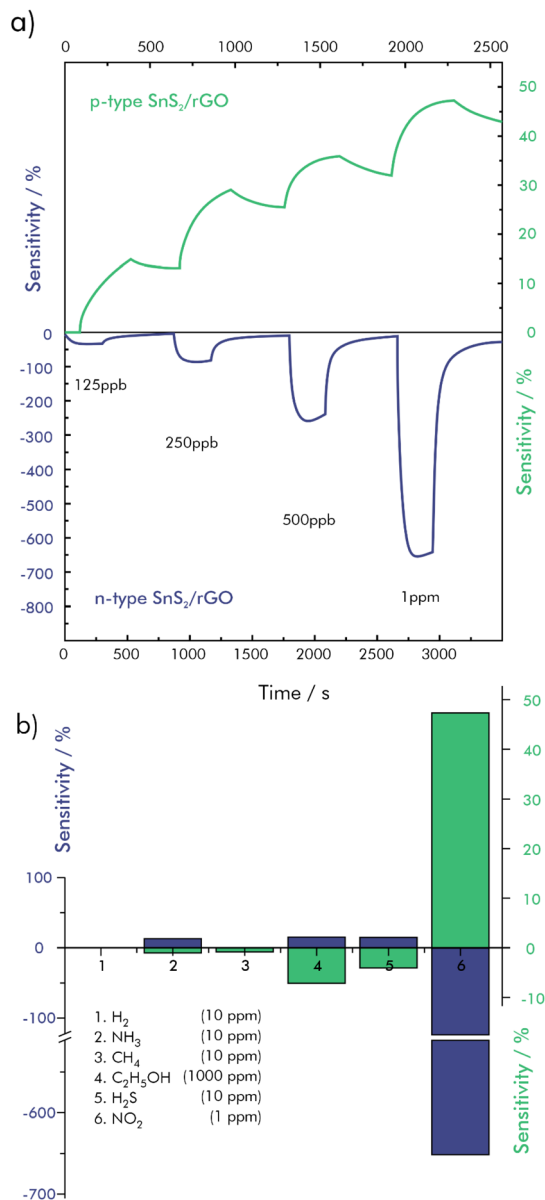 a)
0 500 1000 1500 2000 2500
p-type SnS₂/rGO
Sensitivity / %
50
40
30
20
10
0
0
-100
-200
-300
-400
-500
-600
-700
-800
125ppb
250ppb
500ppb
1ppm
Sensitivity / %
n-type SnS₂/rGO
0 500 1000 1500 2000 2500 3000
Time / s
b)
Sensitivity / %
100
0
-100
-600
-700
50
40
30
20
10
0
-10
Sensitivity / %
1 2 3 4 5 6
1. H₂ (10 ppm)
2. NH₃ (10 ppm)
3. CH₄ (10 ppm)
4. C₂H₅OH (1000 ppm)
5. H₂S (10 ppm)
6. NO₂ (1 ppm)